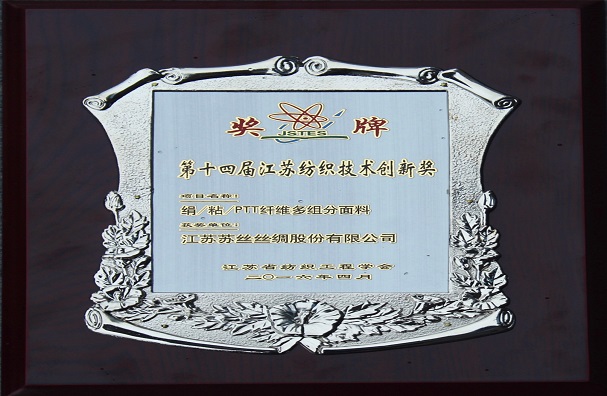 奖 JSTES 牌
第十四届江苏纺织技术创新奖
项目名称:
绢/粘/PTT纤维多组分面料
获奖单位:
江苏苏丝丝绸股份有限公司
江苏省纺织工程学会
二〇一六年四月